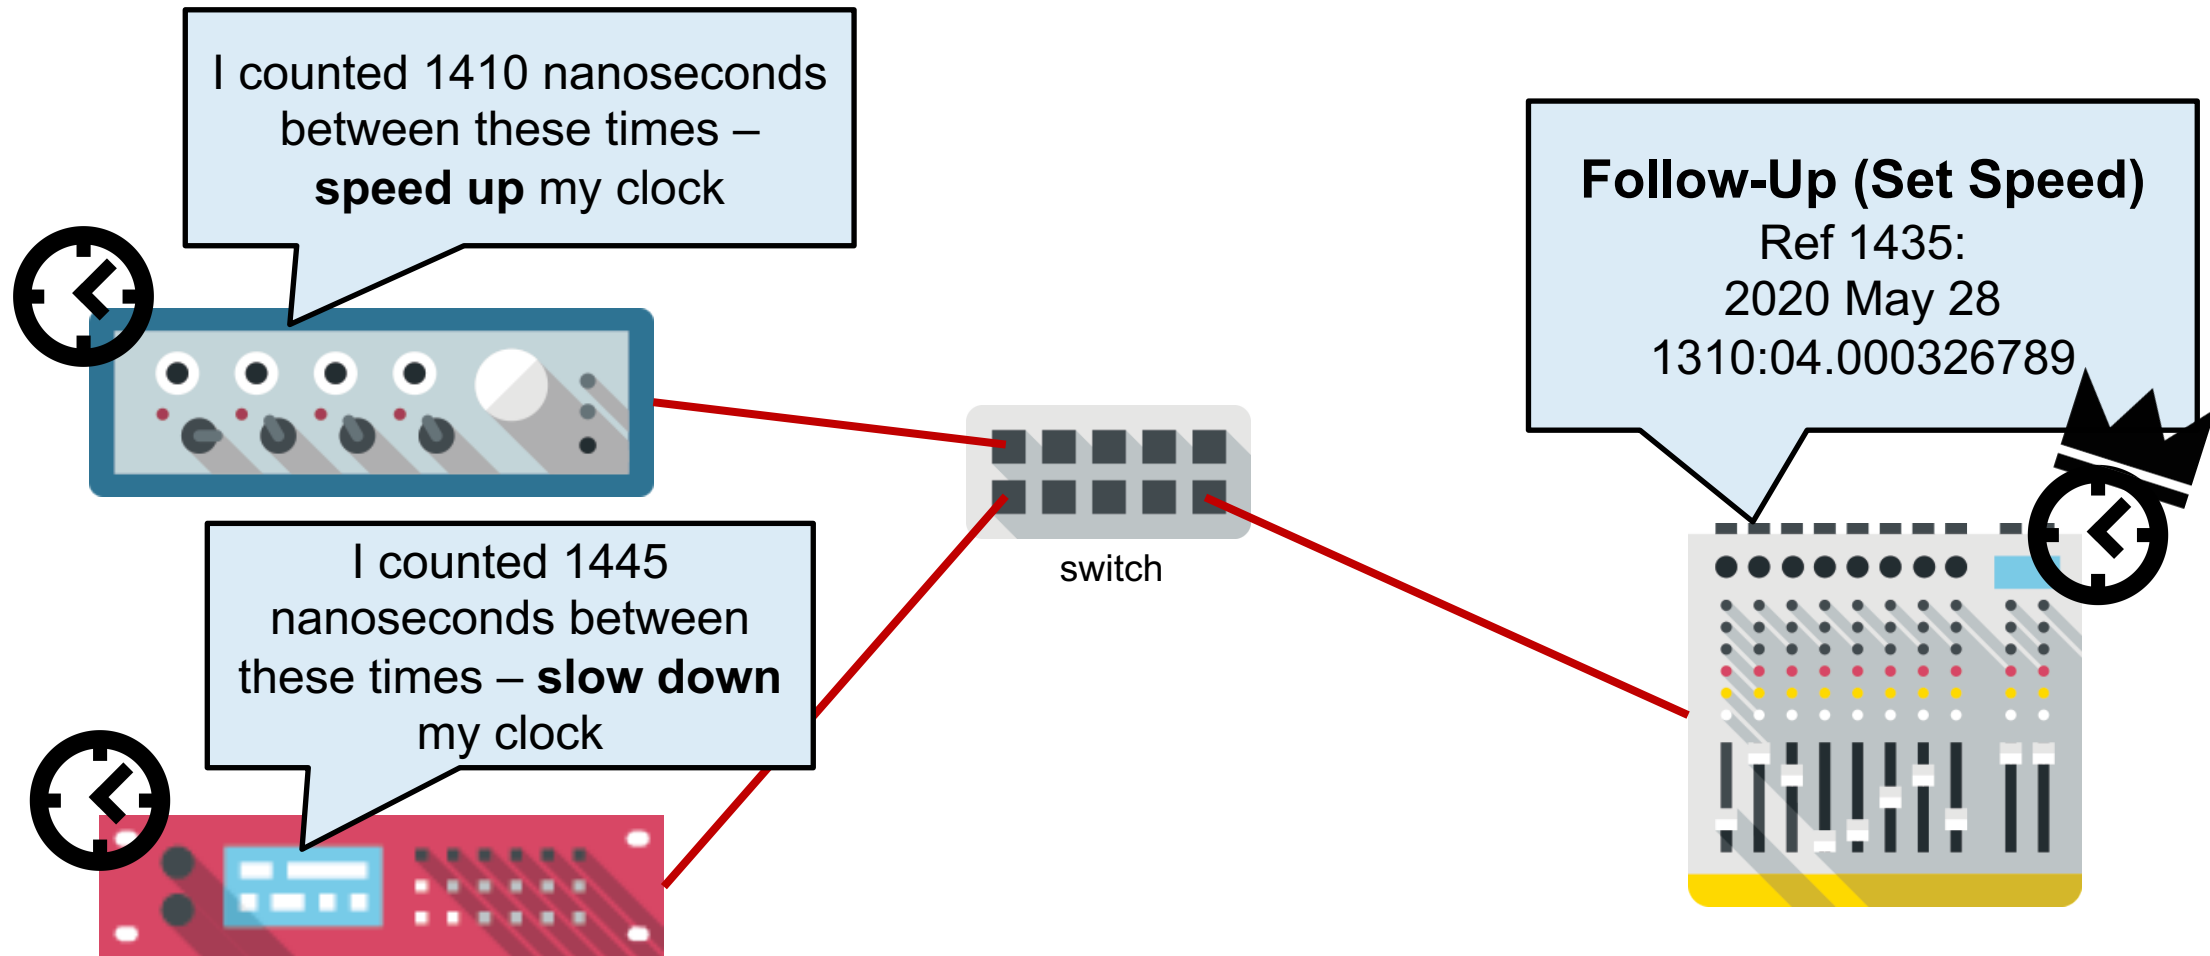 I counted 1410 nanoseconds
between these times –
speed up my clock
Follow-Up (Set Speed)
Ref 1435:
2020 May 28
1310:04.000326789
switch
I counted 1445
nanoseconds between
these times – slow down
my clock